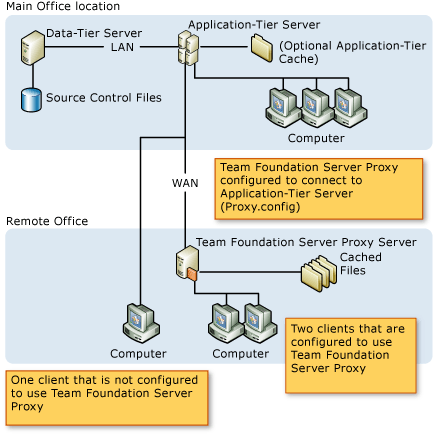 Main Office location
Data-Tier Server
Application-Tier Server
LAN
(Optional Application-Tier
Cache)
Source Control Files
Computer
Team Foundation Server Proxy
configured to connect to
Application-Tier Server
(Proxy.config)
WAN
Remote Office
Team Foundation Server Proxy Server
Cached
Files
Computer
Computer
Two clients that are
configured to use
Team Foundation
Server Proxy
One client that is not configured
to use Team Foundation Server
Proxy